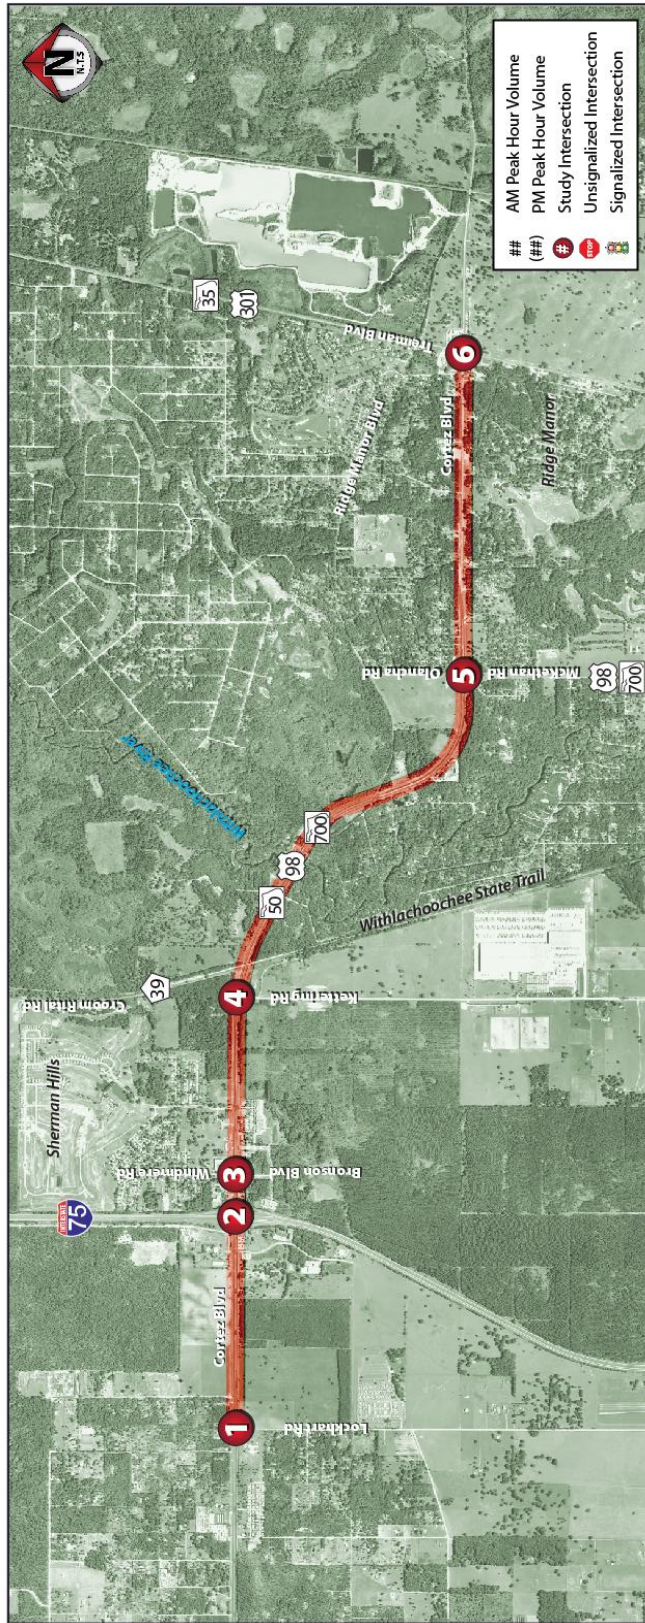 N
N.T.S
Sherman Hills
INTERSTATE
75
Croom Rital Rd
39
Withlachoochee River
35
301
Treiman Blvd
Ridge Manor Blvd
Cortez Blvd
Windmere Rd
Olancha Rd
Cortez Blvd
1
2
3
4
50
98
700
5
6
Lockhart Rd
Bronson Blvd
Kettering Rd
Withlachoochee State Trail
McKethan Rd
98
700
Ridge Manor
## AM Peak Hour Volume
(##) PM Peak Hour Volume
# Study Intersection
STOP Unsignalized Intersection
Signalized Intersection